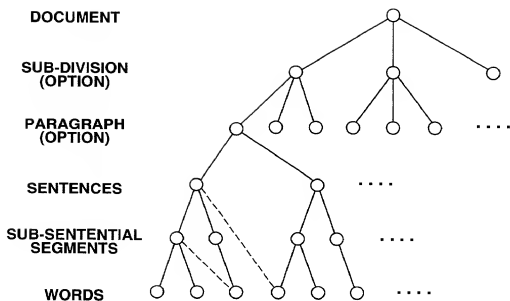 DOCUMENT
SUB-DIVISION
(OPTION)
PARAGRAPH
(OPTION)
SENTENCES
SUB-SENTENTIAL
SEGMENTS
WORDS